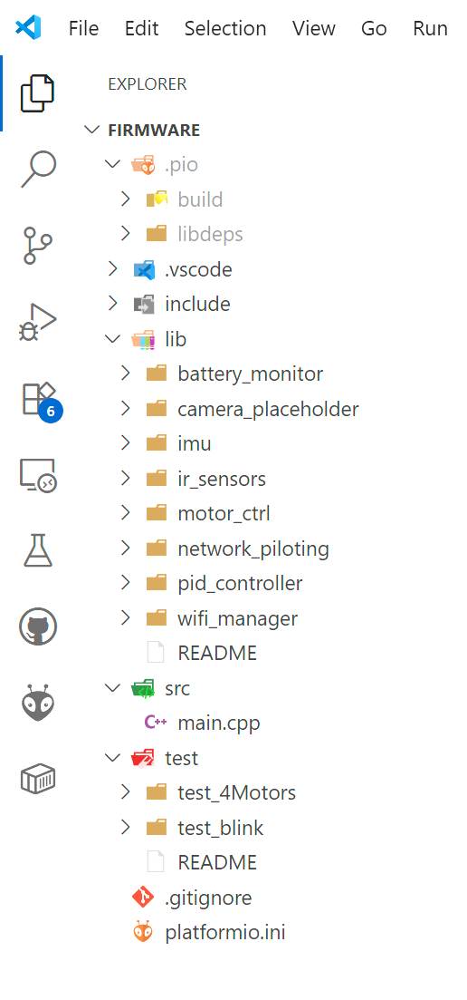 File Edit Selection View Go Run
EXPLORER
FIRMWARE
.pio
build
libdeps
.vscode
include
lib
battery_monitor
camera_placeholder
imu
ir_sensors
motor_ctrl
6
network_piloting
pid_controller
wifi_manager
README
src
C++ main.cpp
test
test_4Motors
test_blink
README
.gitignore
platformio.ini